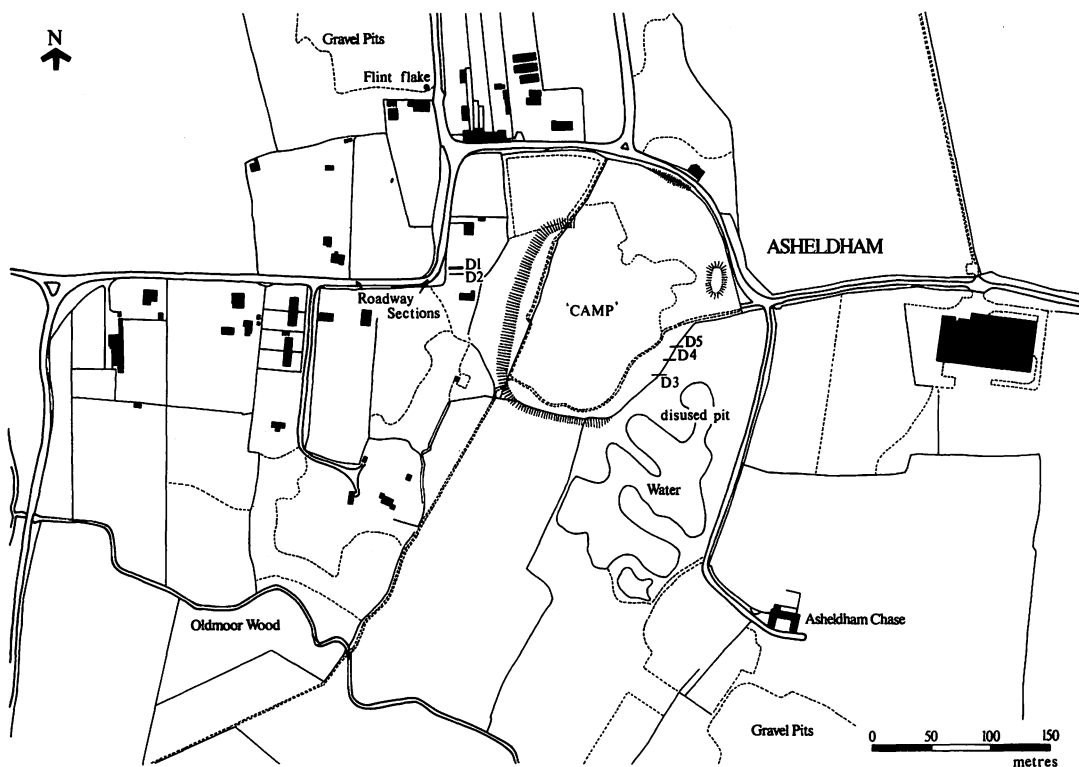 N
Gravel Pits
Flint flake
ASHELDHAM
D1
D2
Roadway
Sections
'CAMP'
D5
D4
D3
disused pit
Water
Oldmoor Wood
Asheldham Chase
Gravel Pits
0 50 100 150
metres